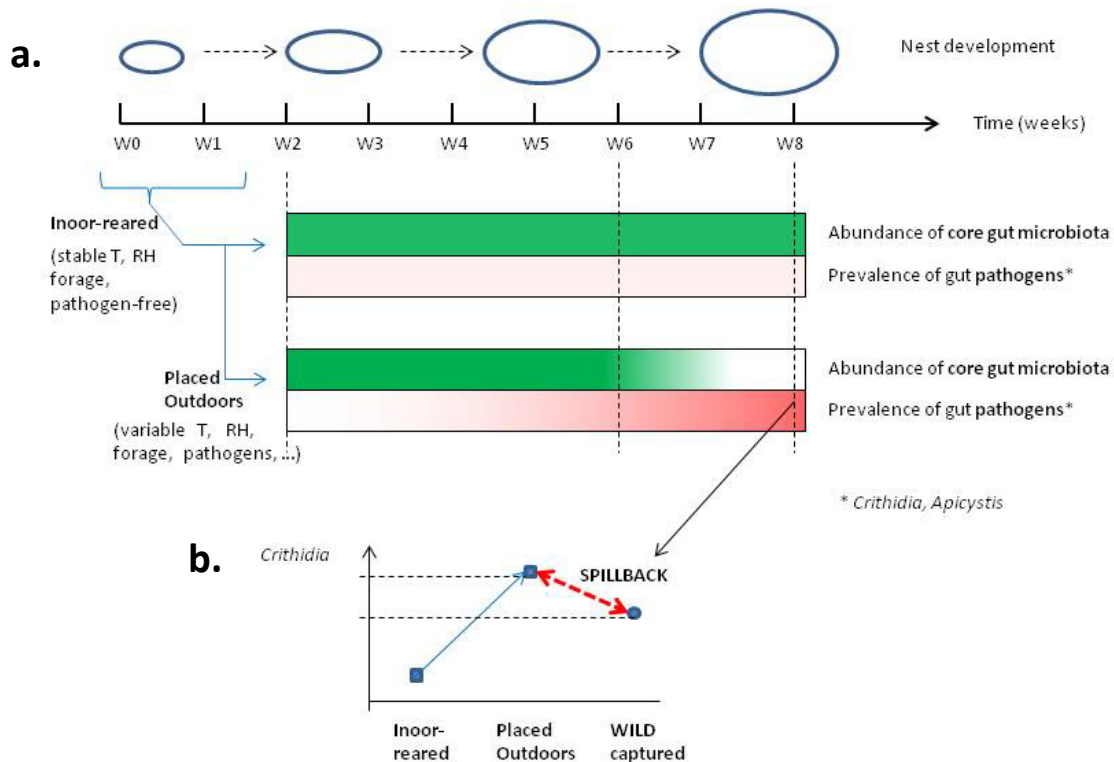 a.
Nest development
Time (weeks)
W0 W1 W2 W3 W4 W5 W6 W7 W8
Inoor-reared
(stable T, RH
forage,
pathogen-free)
Abundance of core gut microbiota
Prevalence of gut pathogens*
Placed
Outdoors
(variable T, RH,
forage, pathogens, ...)
Abundance of core gut microbiota
Prevalence of gut pathogens*
* Crithidia, Apicystis
b.
Crithidia
SPILLBACK
Inoor-
reared
Placed
Outdoors
WILD
captured